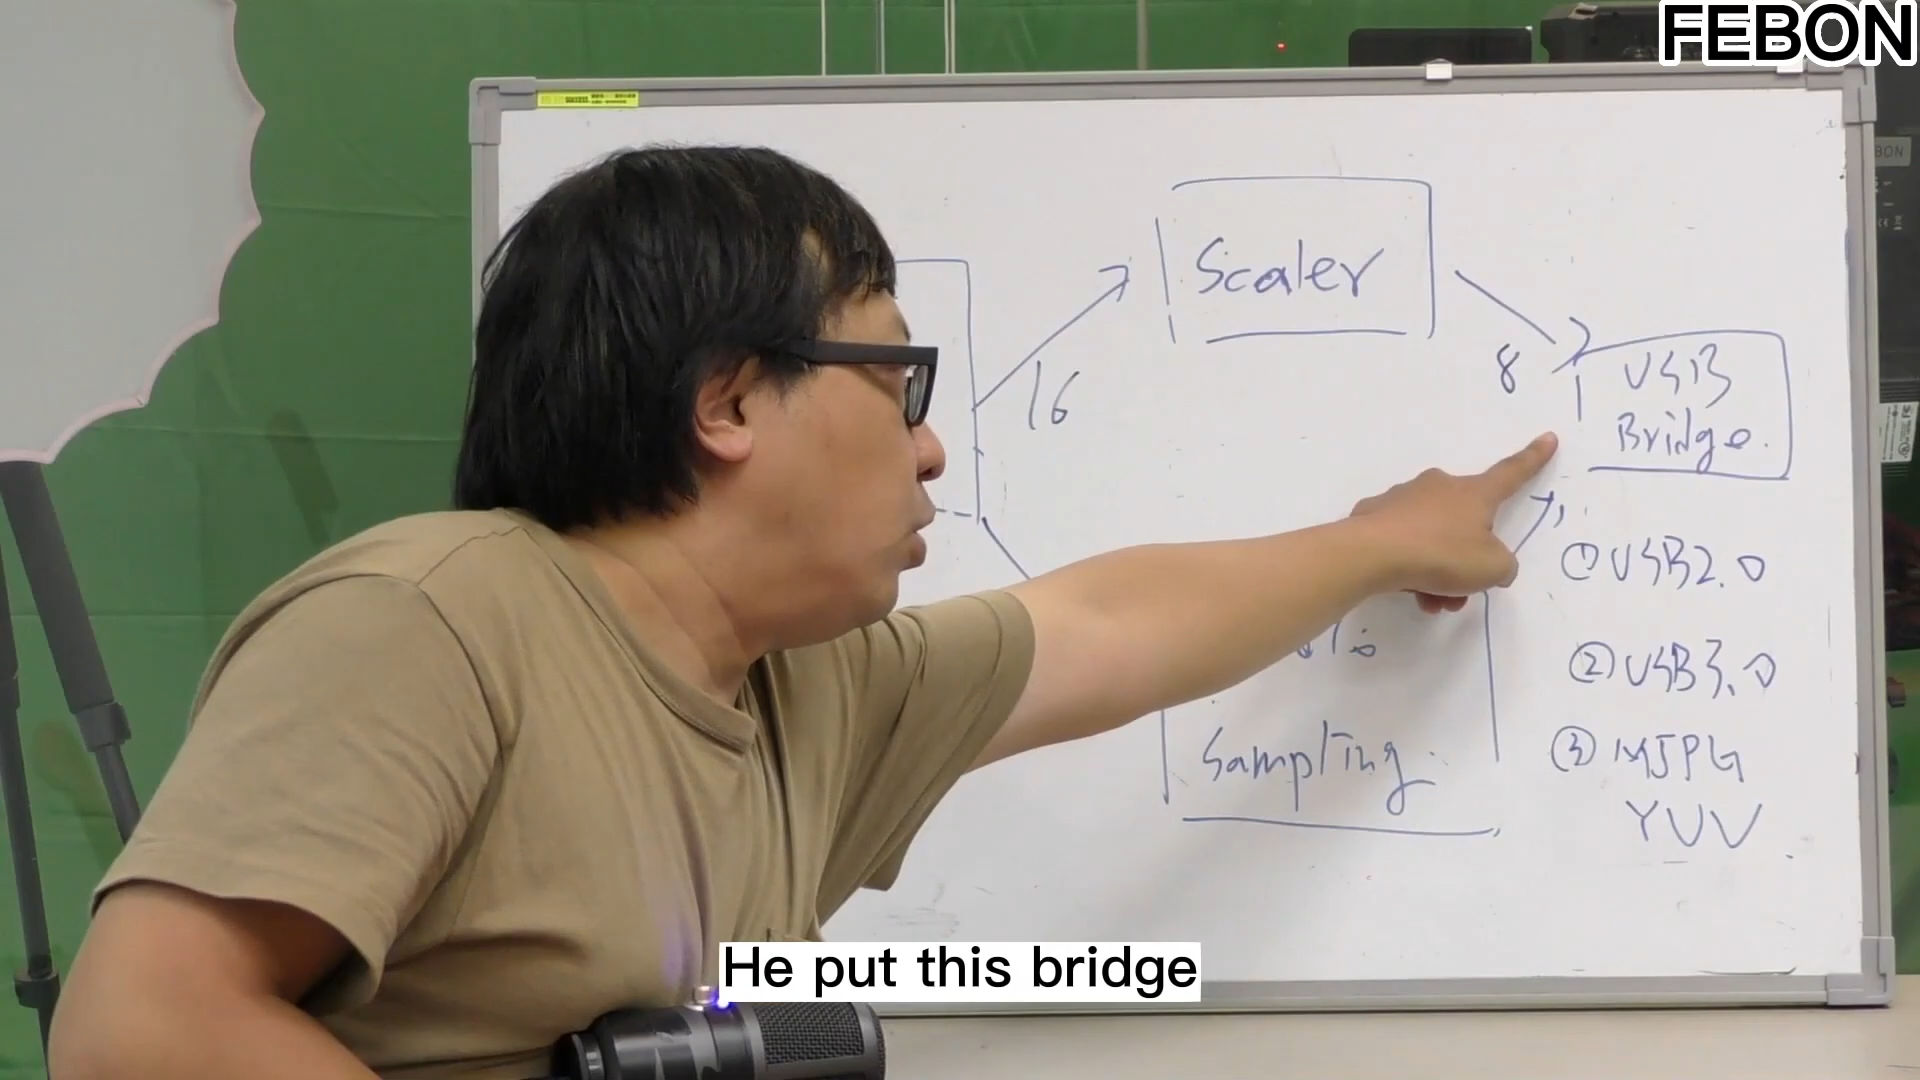 FEBON
BON
Scaler
16
8
USB
Bridge.
① USB2.0
② USB3.0
Sampling
③ MJPG
YUV
He put this bridge